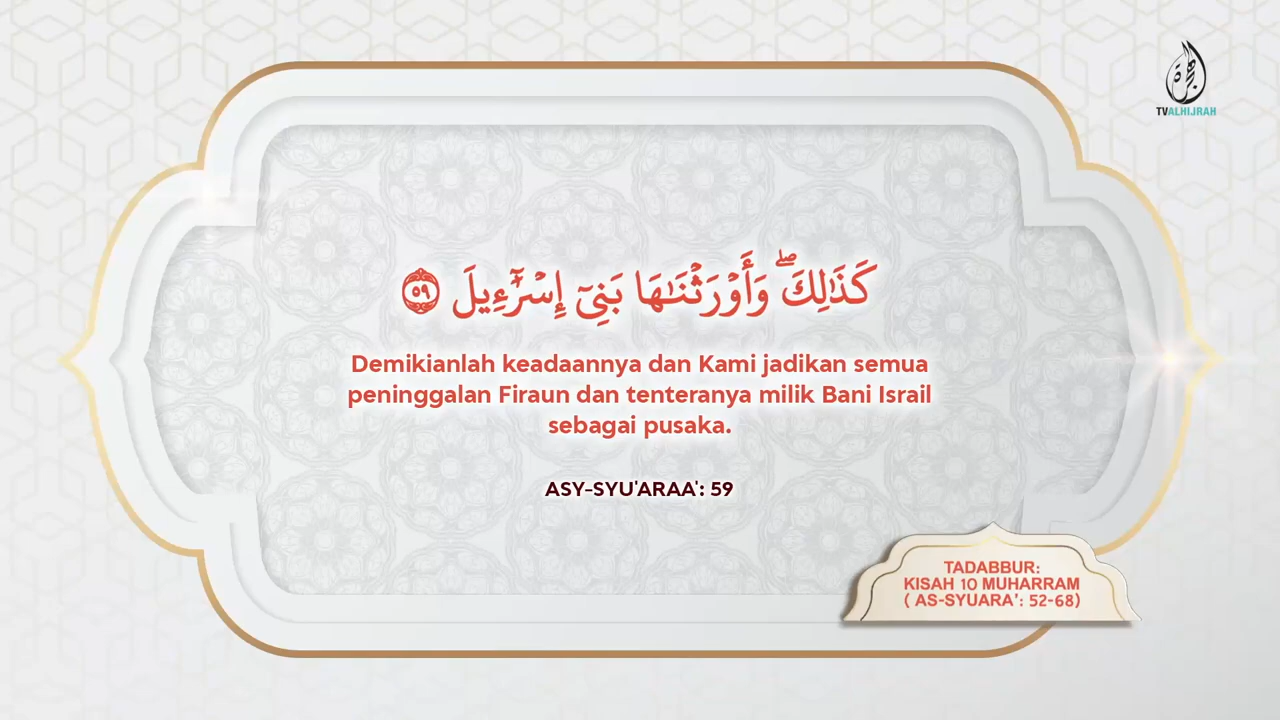 هجرة
TVALHIJRAH
كَذَٰلِكَۖ وَأَوْرَثْنَـٰهَا بَنِىٓ إِسْرَٰٓءِيلَ ٥٩
Demikianlah keadaannya dan Kami jadikan semua
peninggalan Firaun dan tenteranya milik Bani Israil
sebagai pusaka.
ASY-SYU'ARAA': 59
TADABBUR:
KISAH 10 MUHARRAM
( AS-SYUARA': 52-68)